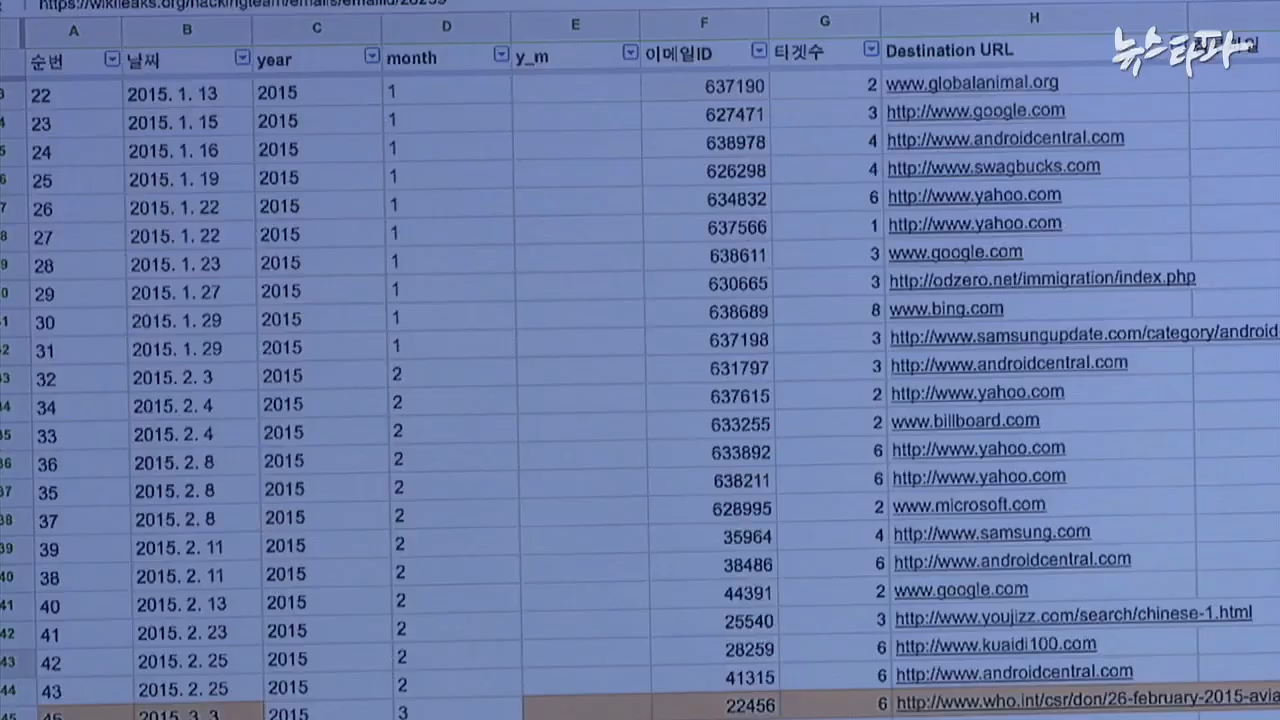 https://wikileaks.org/hackingteam/emails/emailid/28259
A B C D E F G H
순번 날짜 year month y_m 이메일ID 티겟수 Destination URL
뉴스타파
22 2015. 1. 13 2015 1 637190 2 www.globalanimal.org
23 2015. 1. 15 2015 1 627471 3 http://www.google.com
24 2015. 1. 16 2015 1 638978 4 http://www.androidcentral.com
25 2015. 1. 19 2015 1 626298 4 http://www.swagbucks.com
26 2015. 1. 22 2015 1 634832 6 http://www.yahoo.com
27 2015. 1. 22 2015 1 637566 1 http://www.yahoo.com
28 2015. 1. 23 2015 1 638611 3 www.google.com
29 2015. 1. 27 2015 1 630665 3 http://odzero.net/immigration/index.php
30 2015. 1. 29 2015 1 638689 8 www.bing.com
31 2015. 1. 29 2015 1 637198 3 http://www.samsungupdate.com/category/android
32 2015. 2. 3 2015 2 631797 3 http://www.androidcentral.com
34 34 2015. 2. 4 2015 2 637615 2 http://www.yahoo.com
35 33 2015. 2. 4 2015 2 633255 2 www.billboard.com
36 36 2015. 2. 8 2015 2 633892 6 http://www.yahoo.com
37 35 2015. 2. 8 2015 2 638211 6 http://www.yahoo.com
38 37 2015. 2. 8 2015 2 628995 2 www.microsoft.com
39 39 2015. 2. 11 2015 2 35964 4 http://www.samsung.com
40 38 2015. 2. 11 2015 2 38486 6 http://www.androidcentral.com
41 40 2015. 2. 13 2015 2 44391 2 www.google.com
42 41 2015. 2. 23 2015 2 25540 3 http://www.youjizz.com/search/chinese-1.html
43 42 2015. 2. 25 2015 2 28259 6 http://www.kuaidi100.com
44 43 2015. 2. 25 2015 2 41315 6 http://www.androidcentral.com
45 46 2015. 3. 3 2015 3 22456 6 http://www.who.int/csr/don/26-february-2015-avia